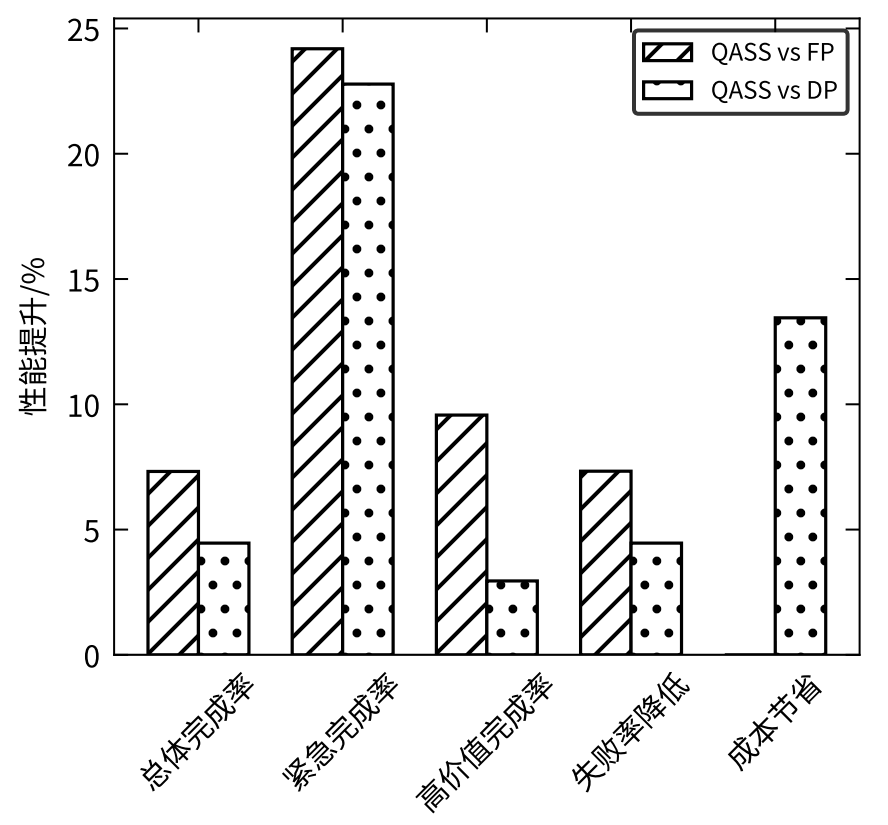 25
20
15
10
5
0
性能提升/%
QASS vs FP
QASS vs DP
总体完成率
紧急完成率
高价值完成率
失败率降低
成本节省